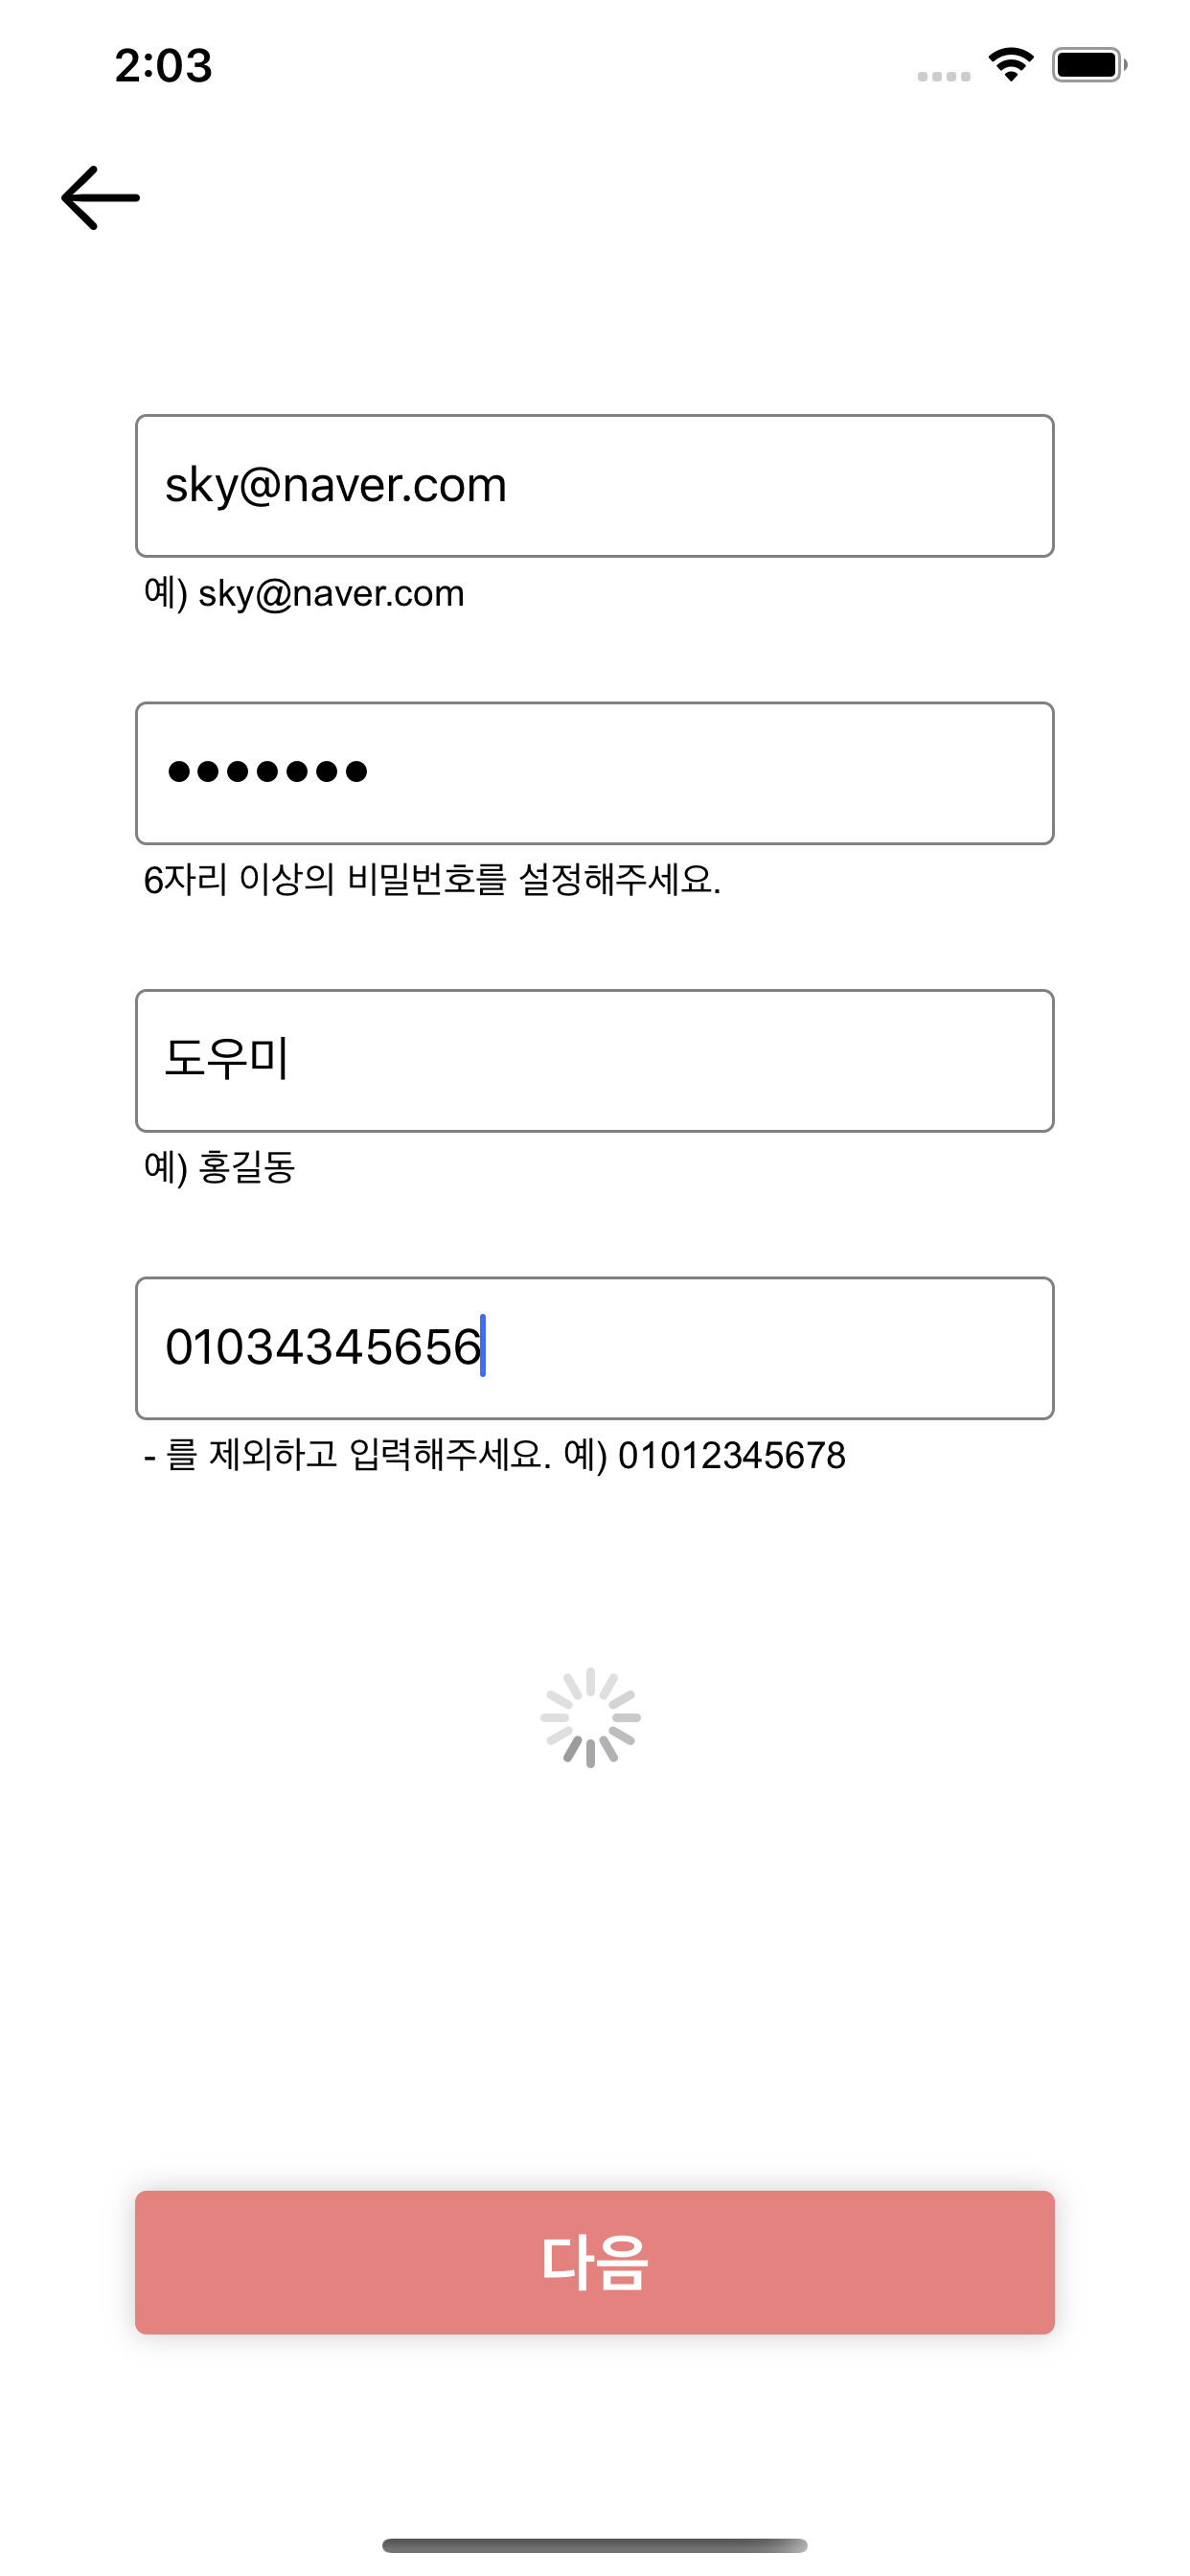 2:03
sky@naver.com
예) sky@naver.com
•••••••
6자리 이상의 비밀번호를 설정해주세요.
도우미
예) 홍길동
01034345656
- 를 제외하고 입력해주세요. 예) 01012345678
다음